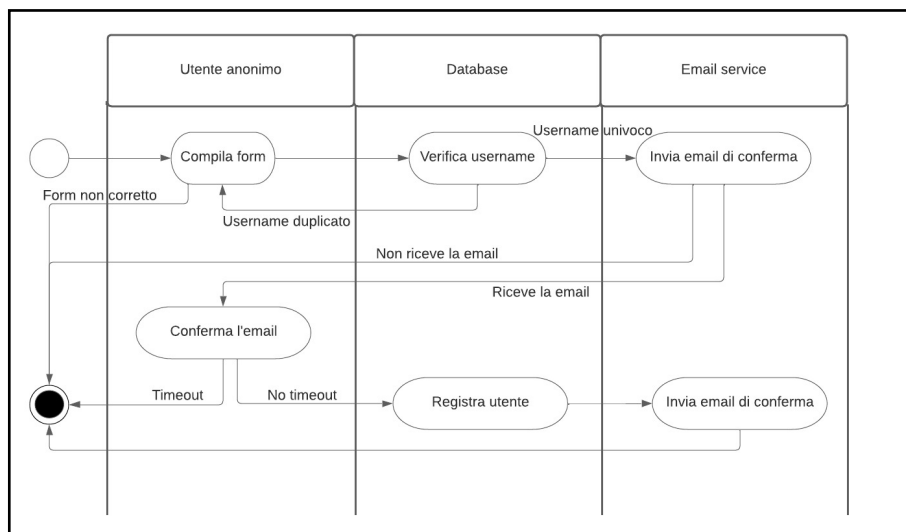 Utente anonimo
Database
Email service
Username univoco
Compila form
Verifica username
Invia email di conferma
Form non corretto
Username duplicato
Non riceve la email
Riceve la email
Conferma l'email
Timeout
No timeout
Registra utente
Invia email di conferma